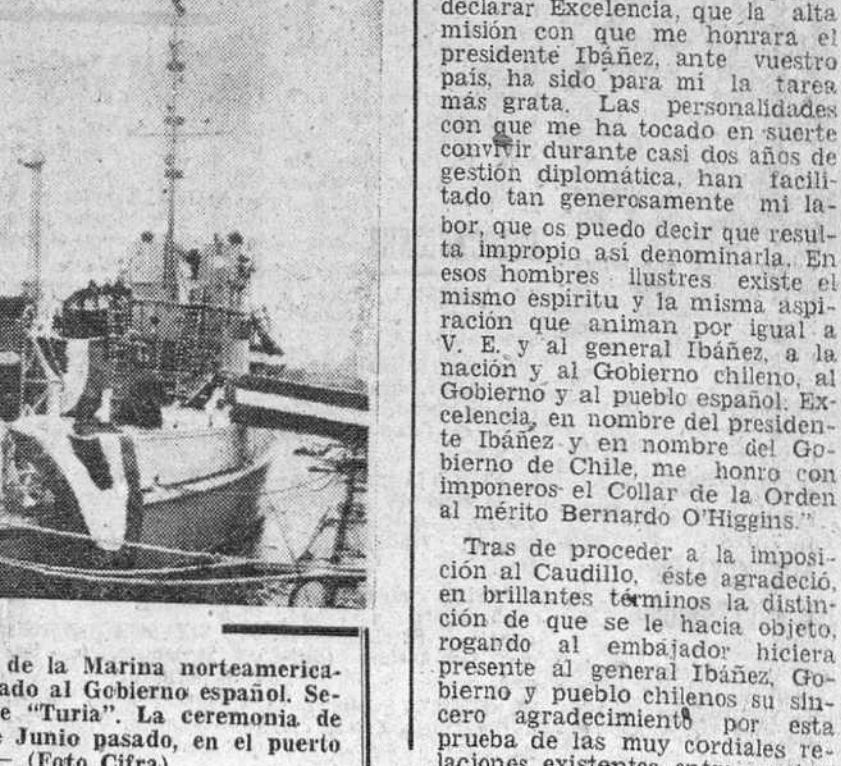 de la Marina norteamerica-
ado al Gobierno español. Se-
e "Turia". La ceremonia de
Junio pasado, en el puerto
— (Foto Cifra)
declarar Excelencia, que la alta
misión con que me honrara el
presidente Ibáñez, ante vuestro
país, ha sido para mi la tarea
más grata. Las personalidades
con que me ha tocado en suerte
convivir durante casi dos años de
gestión diplomática, han facili-
tado tan generosamente mi la-
bor, que os puedo decir que resul-
ta impropio asi denominarla. En
esos hombres ilustres existe el
mismo espiritu y la misma aspi-
ración que animan por igual a
V. E. y al general Ibáñez, a la
nación y al Gobierno chileno, al
Gobierno y al pueblo español. Ex-
celencia, en nombre del presiden-
te Ibáñez y en nombre del Go-
bierno de Chile, me honro con
imponeros el Collar de la Orden
al mérito Bernardo O'Higgins."
Tras de proceder a la imposi-
ción al Caudillo, éste agradeció,
en brillantes términos la distin-
ción de que se le hacia objeto,
rogando al embajador hiciera
presente al general Ibáñez, Go-
bierno y pueblo chilenos su sin-
cero agradecimiento por esta
prueba de las muy cordiales re-
laciones existentes